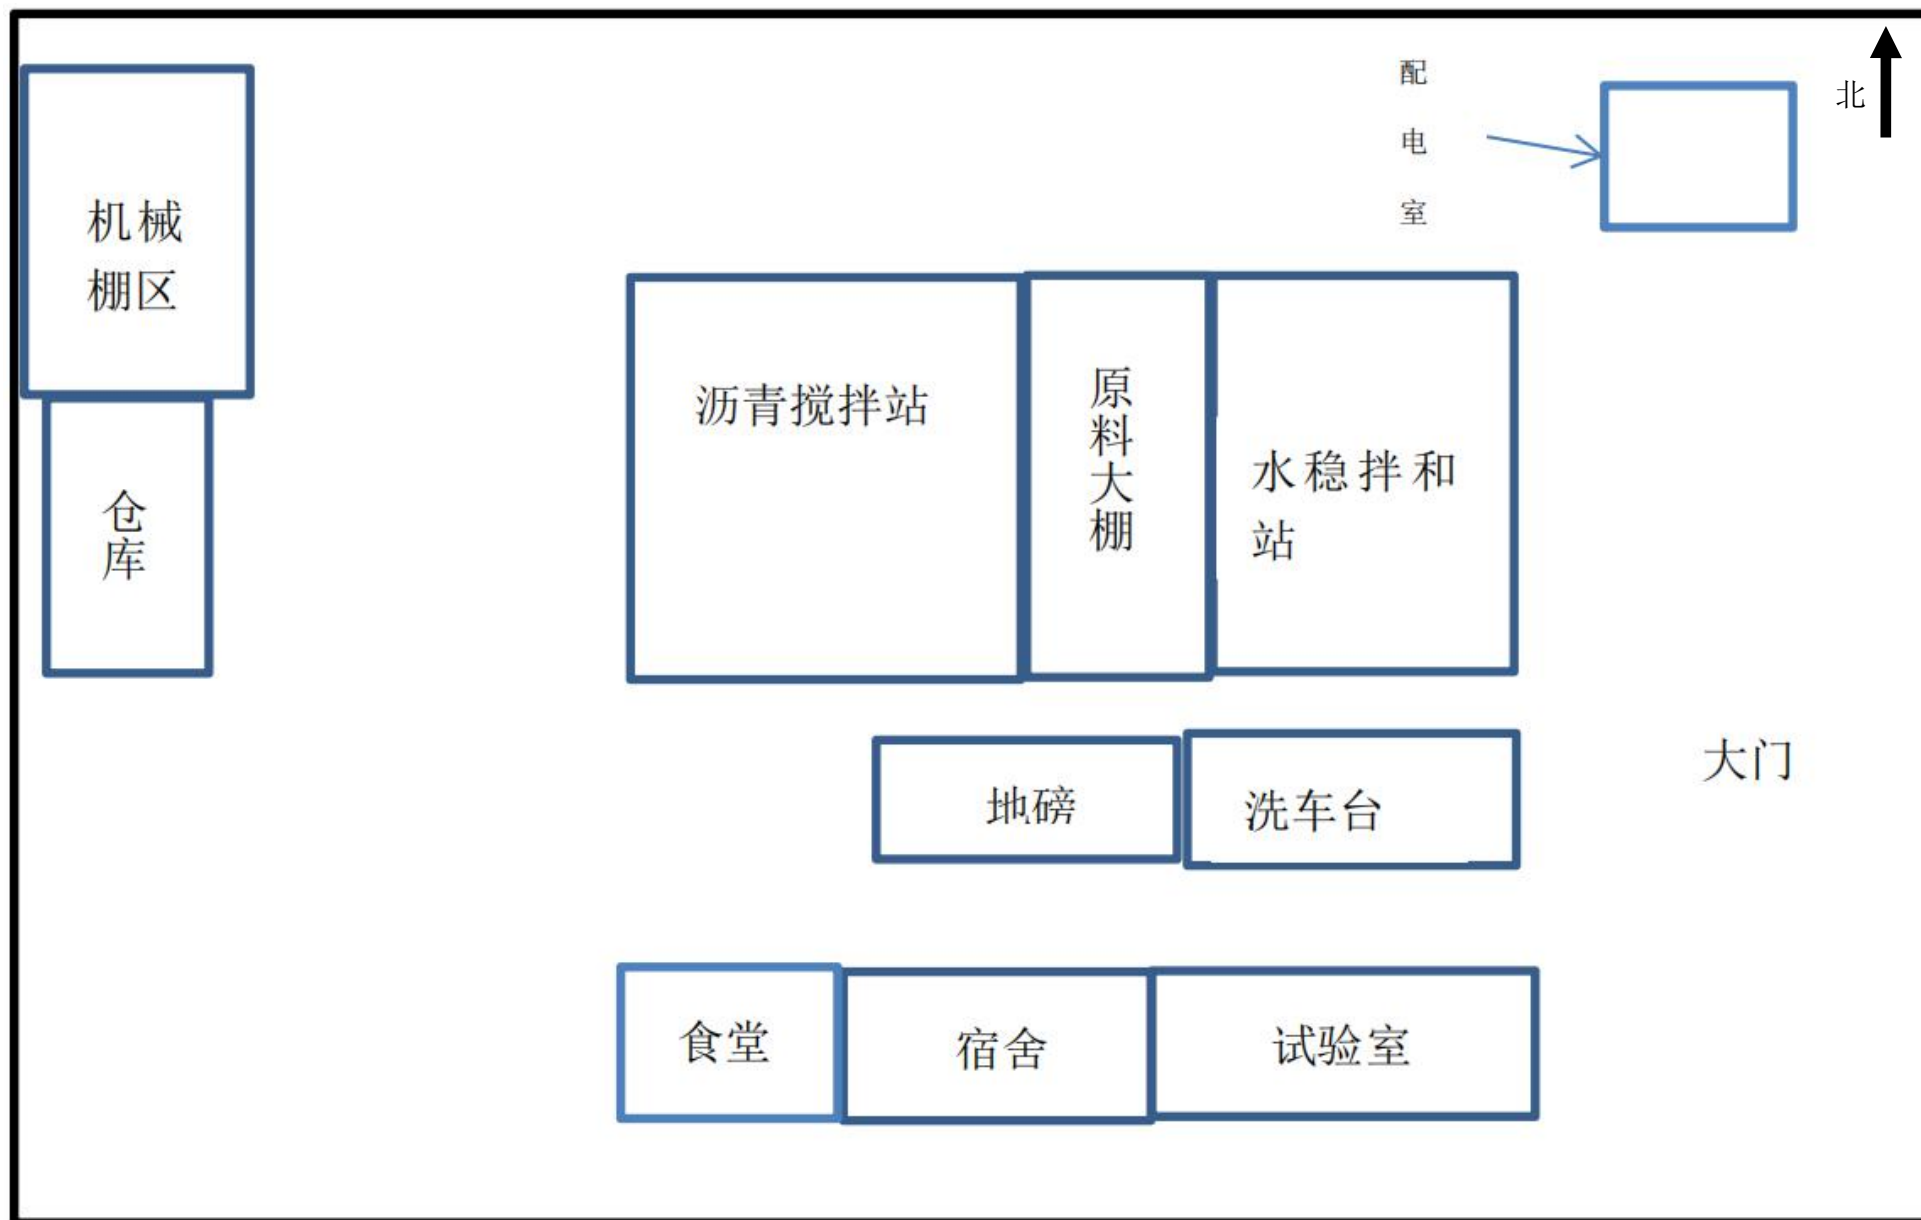 配
电
室
北
机械
棚区
沥青搅拌站
原
料
大
棚
水稳拌和
站
仓
库
大门
地磅
洗车台
食堂
宿舍
试验室